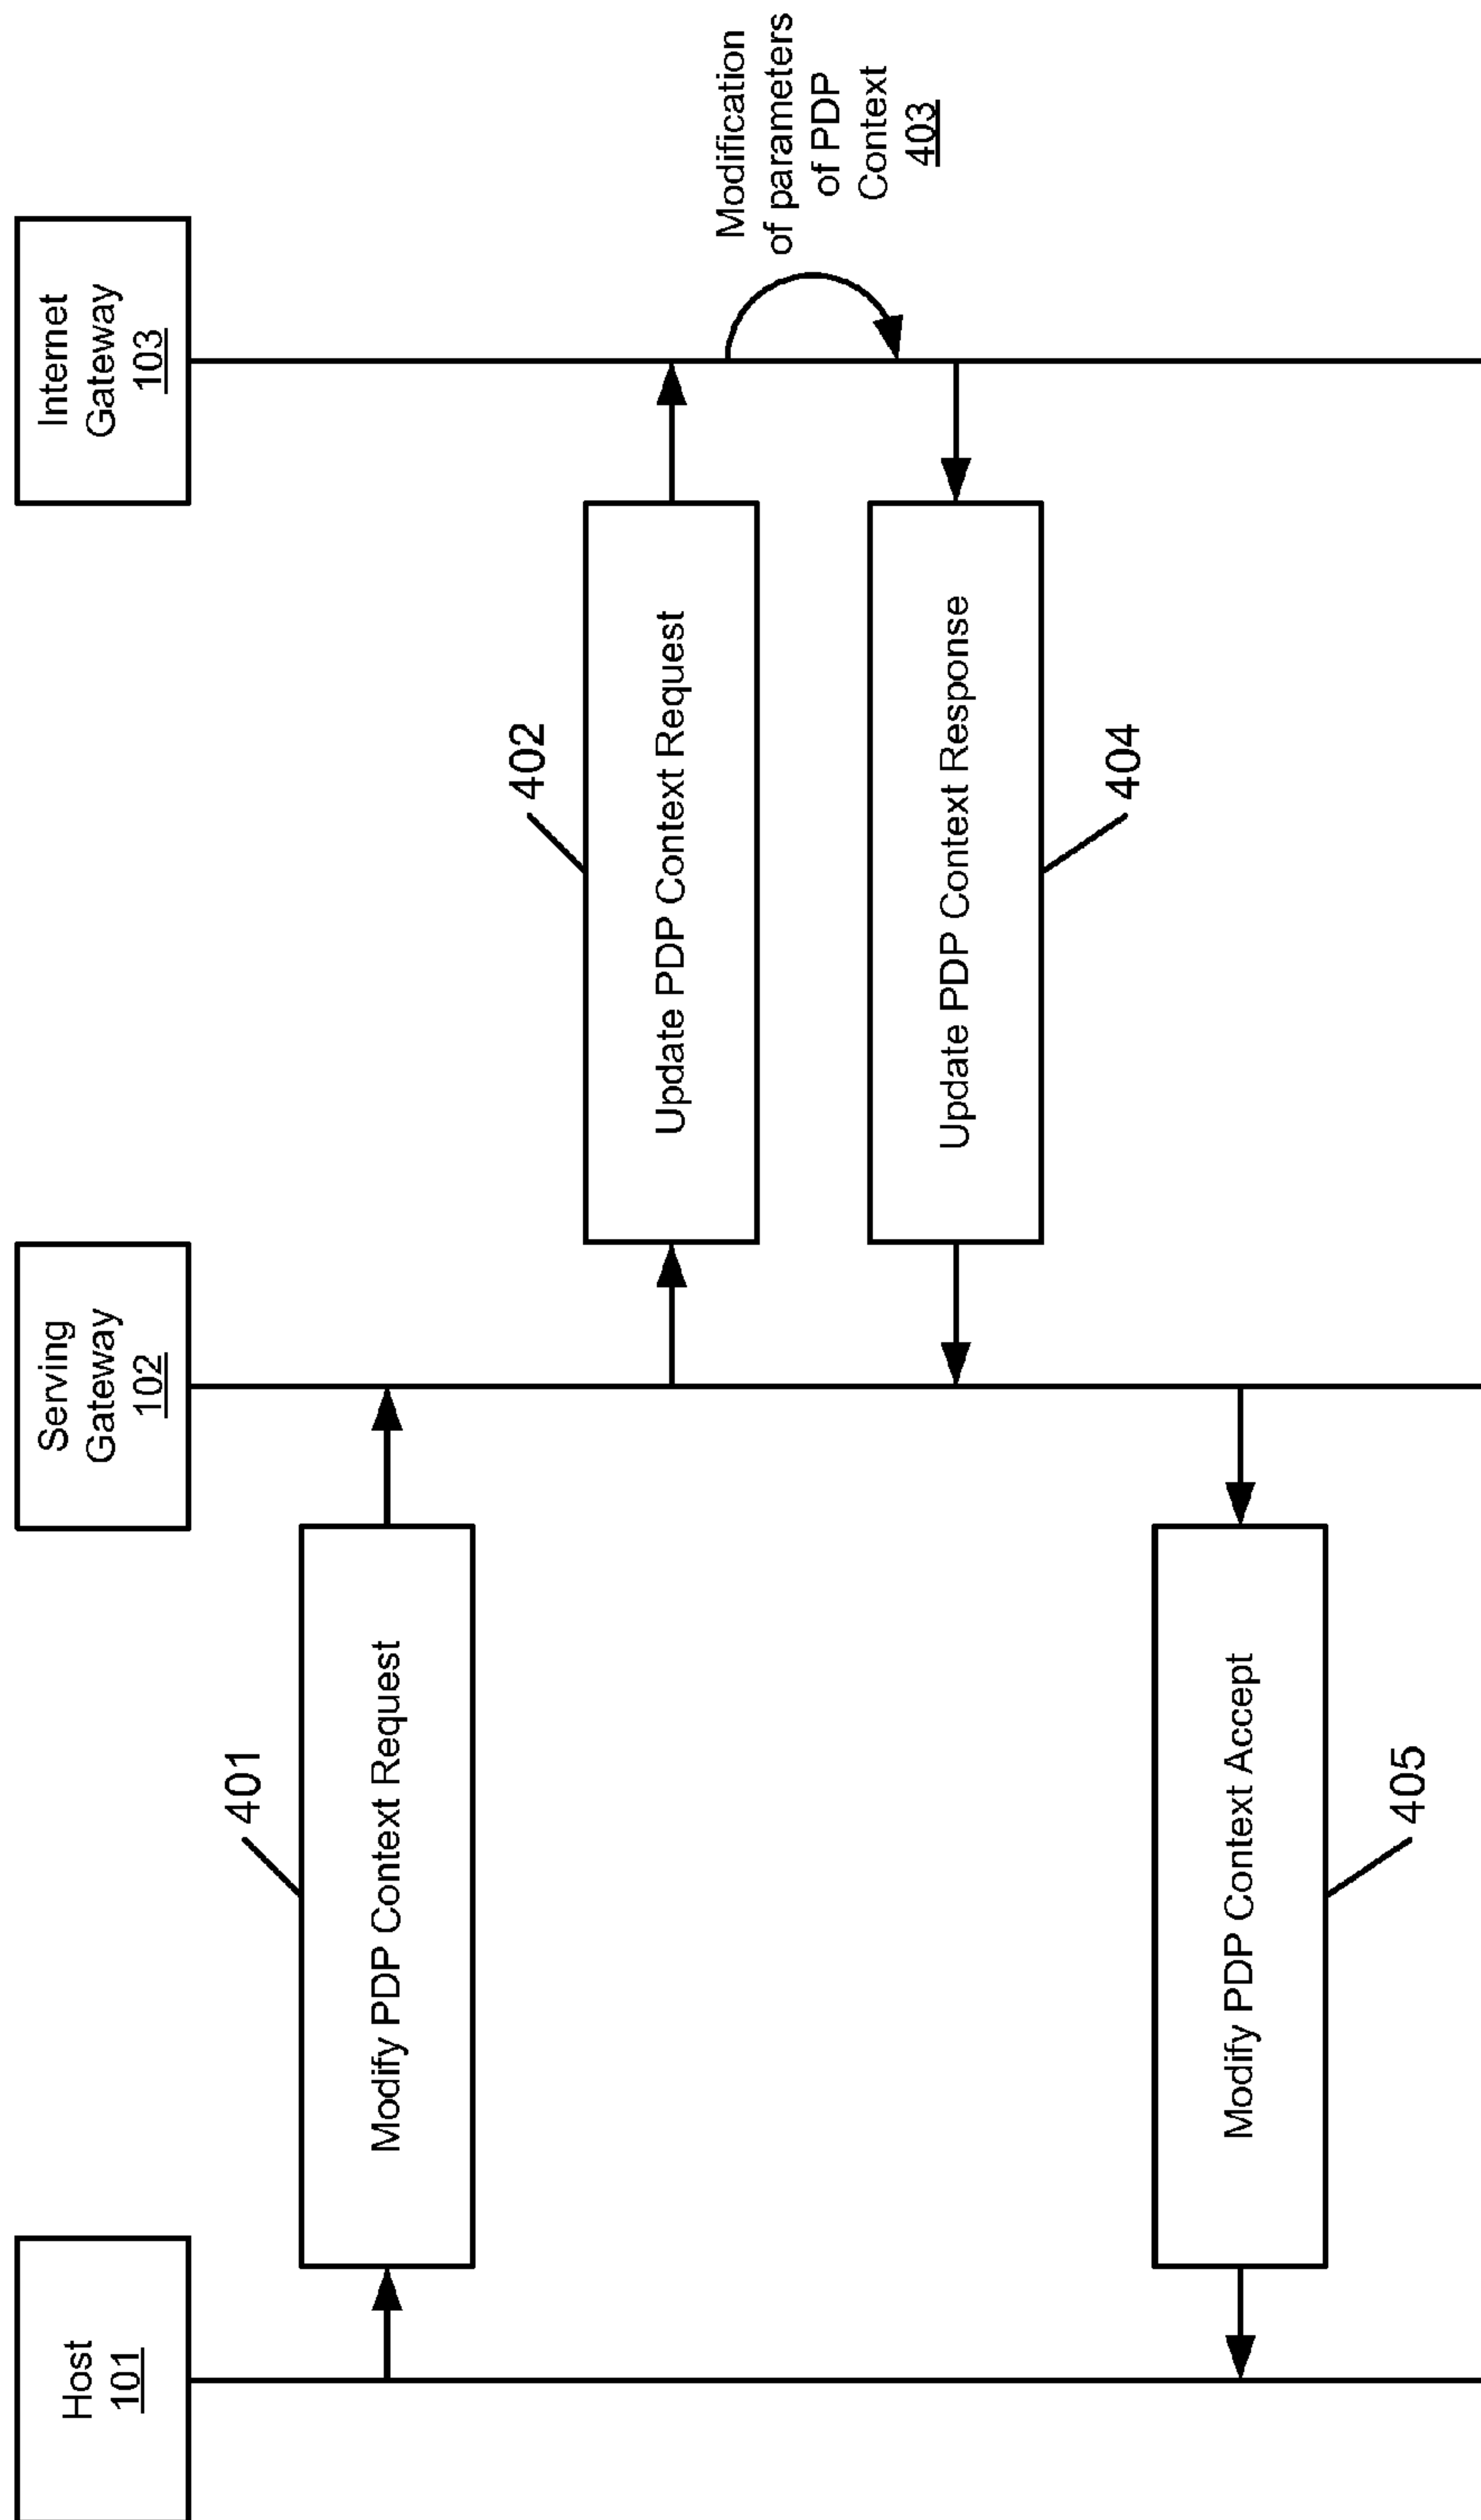 Host
101
Serving
Gateway
102
Internet
Gateway
103
401
Modify PDP Context Request
402
Update PDP Context Request
Modification
of parameters
of PDP
Context
403
Update PDP Context Response
404
Modify PDP Context Accept
405